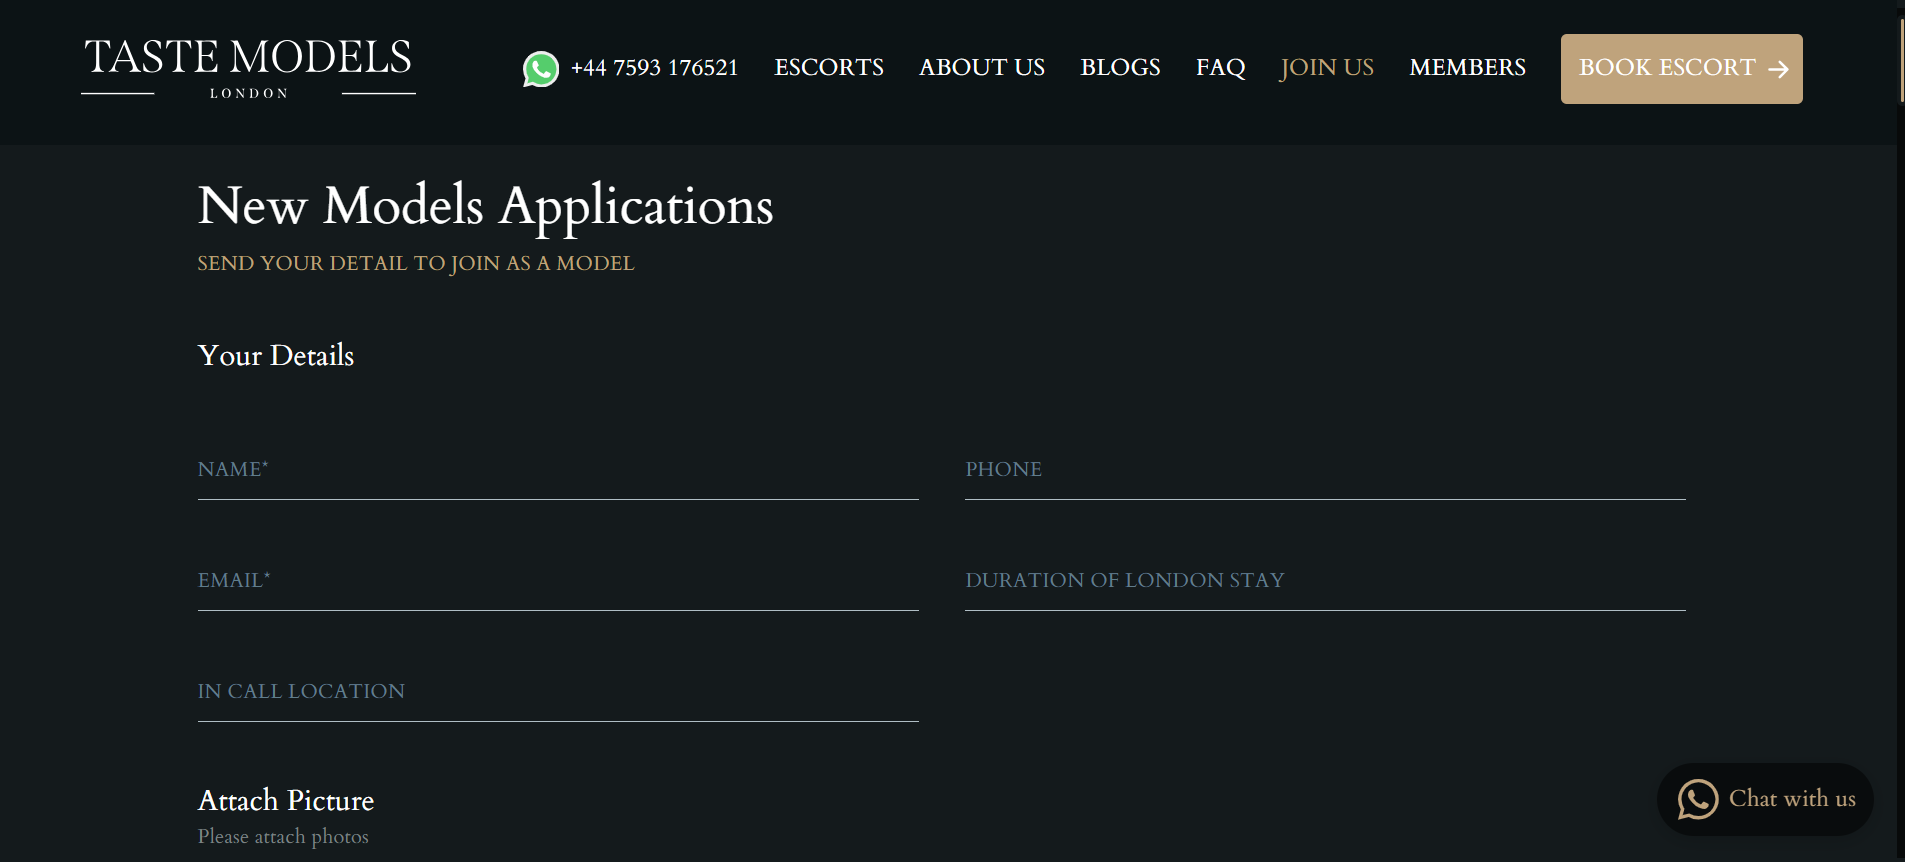 TASTE MODELS
LONDON
+44 7593 176521
ESCORTS
ABOUT US
BLOGS
FAQ
JOIN US
MEMBERS
BOOK ESCORT
New Models Applications
SEND YOUR DETAIL TO JOIN AS A MODEL
Your Details
NAME*
PHONE
EMAIL*
DURATION OF LONDON STAY
IN CALL LOCATION
Attach Picture
Please attach photos
Chat with us